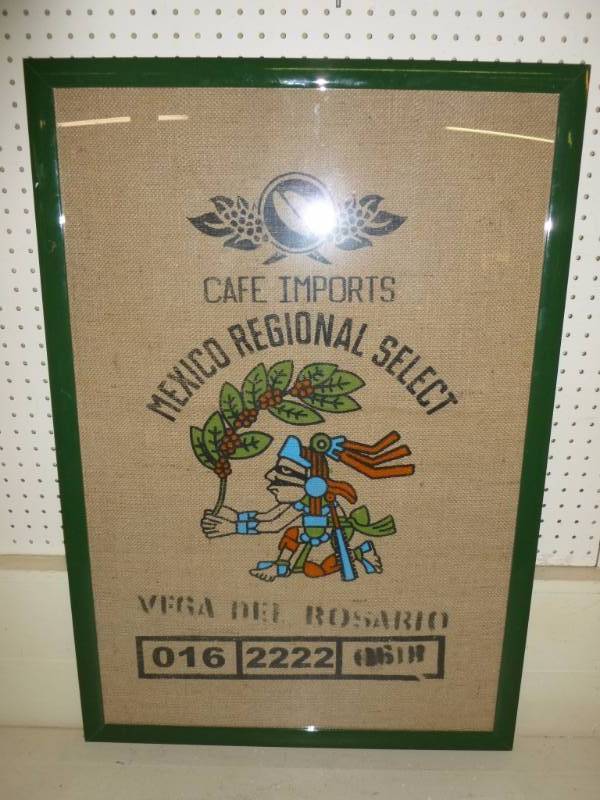 CAFE IMPORTS
MEXICO REGIONAL SELECT
VEGA DEL ROSARIO
016 2222